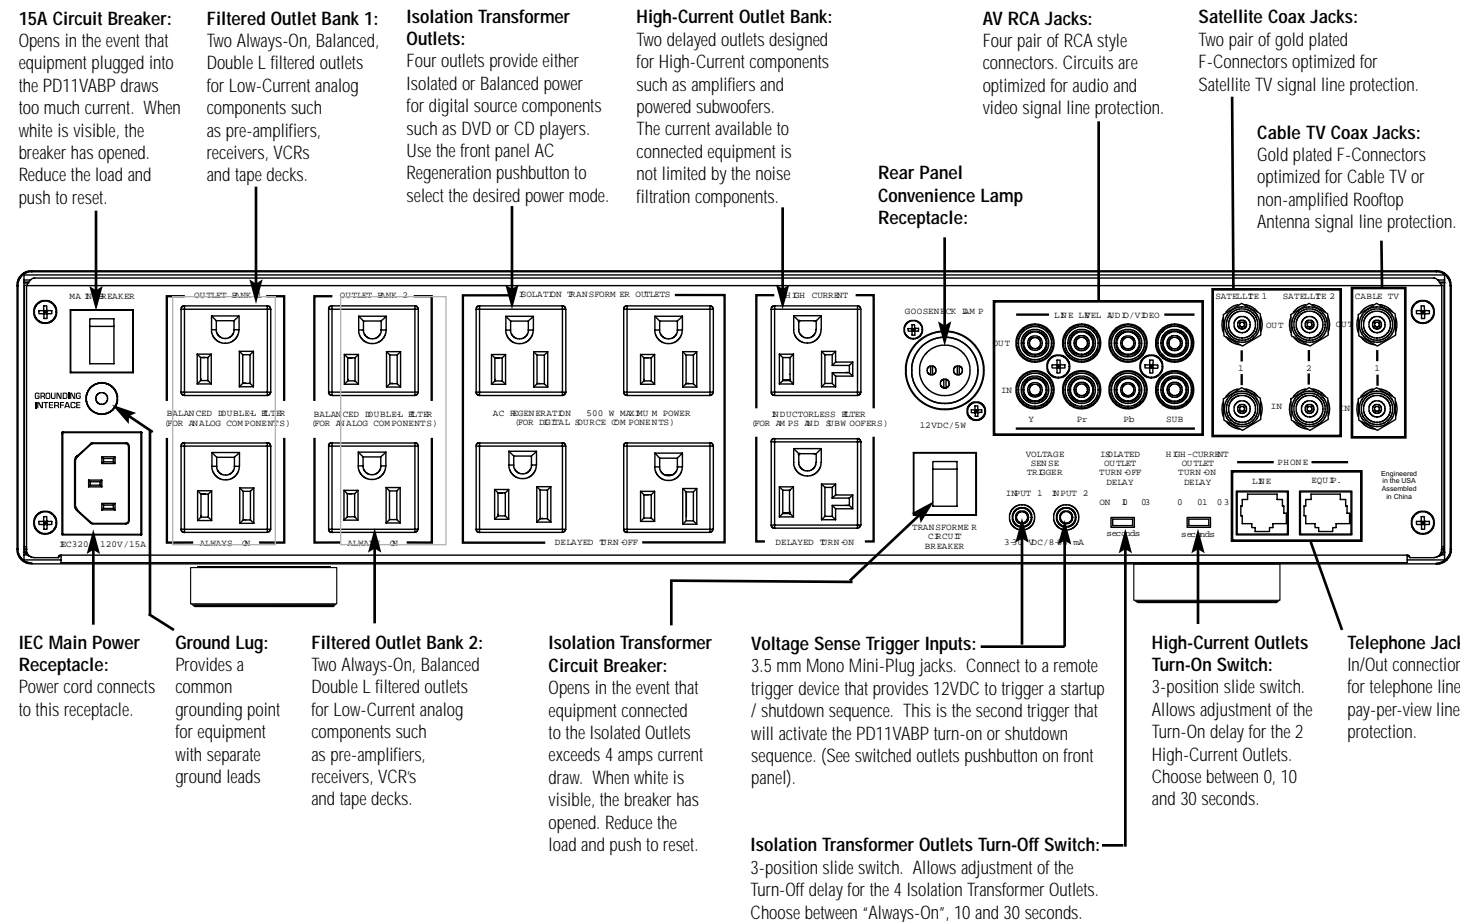 15A Circuit Breaker:
Opens in the event that
equipment plugged into
the PD11VABP draws
too much current. When
white is visible, the
breaker has opened.
Reduce the load and
push to reset.
Filtered Outlet Bank 1:
Two Always-On, Balanced,
Double L filtered outlets
for Low-Current analog
components such
as pre-amplifiers,
receivers, VCRs
and tape decks.
Isolation Transformer
Outlets:
Four outlets provide either
Isolated or Balanced power
for digital source components
such as DVD or CD players.
Use the front panel AC
Regeneration pushbutton to
select the desired power mode.
High-Current Outlet Bank:
Two delayed outlets designed
for High-Current components
such as amplifiers and
powered subwoofers.
The current available to
connected equipment is
not limited by the noise
filtration components.
Rear Panel
Convenience Lamp
Receptacle:
AV RCA Jacks:
Four pair of RCA style
connectors. Circuits are
optimized for audio and
video signal line protection.
Satellite Coax Jacks:
Two pair of gold plated
F-Connectors optimized for
Satellite TV signal line protection.
Cable TV Coax Jacks:
Gold plated F-Connectors
optimized for Cable TV or
non-amplified Rooftop
Antenna signal line protection.
OUTLET BANK 2
ISOLATION TRANSFORMER OUTLETS
HIGH CURRENT
GOOSENECK LAMP
LINE LEVEL AUDIO/VIDEO
SATELLITE 1 SATELLITE 2
CABLE TV
OUT
OUT
1 2
1
IN
IN
IN
Y Pr Pb SUB
GROUNDING
INTERFACE
BALANCED DOUBLE-L FILTER
(FOR ANALOG COMPONENTS)
BALANCED DOUBLE-L FILTER
(FOR ANALOG COMPONENTS)
AC REGENERATION 500 W MAXIMUM POWER
(FOR DIGITAL SOURCE COMPONENTS)
INDUCTORLESS FILTER
(FOR AMPS AND SUBWOOFERS)
12VDC/5W
VOLTAGE
SENSE
TRIGGER
INPUT 1 INPUT 2
ISOLATED
OUTLET
TURN-OFF
DELAY
seconds
HIGH-CURRENT
OUTLET
TURN-ON
DELAY
seconds
PHONE
LINE EQUIP.
Engineered
in the USA
Assembled
in China
120V/15A
ALWAYS ON
ALWAYS ON
DELAYED TURN-OFF
DELAYED TURN-ON
TRANSFORMER
CIRCUIT
BREAKER
IEC Main Power
Receptacle:
Power cord connects
to this receptacle.
Ground Lug:
Provides a
common
grounding point
for equipment
with separate
ground leads
Filtered Outlet Bank 2:
Two Always-On, Balanced
Double L filtered outlets
for Low-Current analog
components such
as pre-amplifiers,
receivers, VCR's
and tape decks.
Isolation Transformer
Circuit Breaker:
Opens in the event that
equipment connected
to the Isolated Outlets
exceeds 4 amps current
draw. When white is
visible, the breaker has
opened. Reduce the
load and push to reset.
Voltage Sense Trigger Inputs:
3.5 mm Mono Mini-Plug jacks. Connect to a remote
trigger device that provides 12VDC to trigger a startup
/ shutdown sequence. This is the second trigger that
will activate the PD11VABP turn-on or shutdown
sequence. (See switched outlets pushbutton on front
panel).
Isolation Transformer Outlets Turn-Off Switch:
3-position slide switch. Allows adjustment of the
Turn-Off delay for the 4 Isolation Transformer Outlets.
Choose between "Always-On", 10 and 30 seconds.
High-Current Outlets
Turn-On Switch:
3-position slide switch.
Allows adjustment of the
Turn-On delay for the 2
High-Current Outlets.
Choose between 0, 10
and 30 seconds.
Telephone Jac
In/Out connection
for telephone line
pay-per-view line
protection.